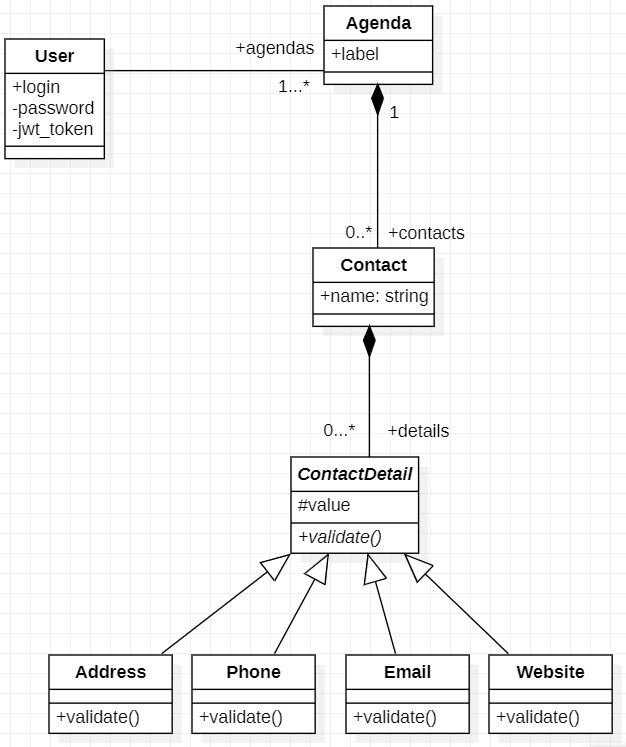 Agenda
+label
+agendas
1...*
User
+login
-password
-jwt_token
1
0..*
+contacts
Contact
+name: string
0...*
+details
ContactDetail
#value
+validate()
Address
+validate()
Phone
+validate()
Email
+validate()
Website
+validate()